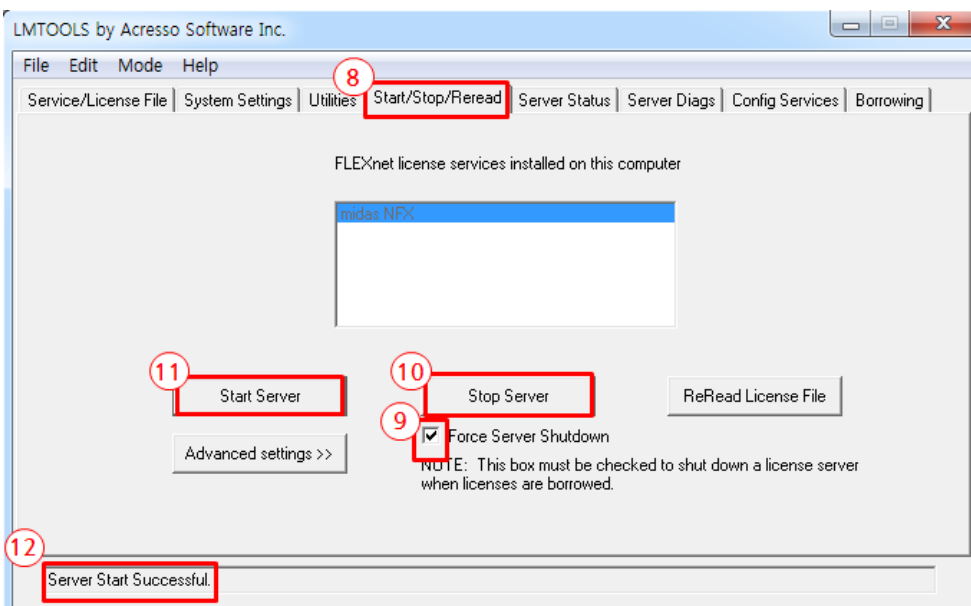 LMTOOLS by Acresso Software Inc.
File Edit Mode Help
8
Service/License File System Settings Utilities Start/Stop/Reread Server Status Server Diags Config Services Borrowing
FLEXnet license services installed on this computer
midas NFX
11
10
Start Server Stop Server ReRead License File
9
Force Server Shutdown
Advanced settings >>
NOTE: This box must be checked to shut down a license server
when licenses are borrowed.
12
Server Start Successful.